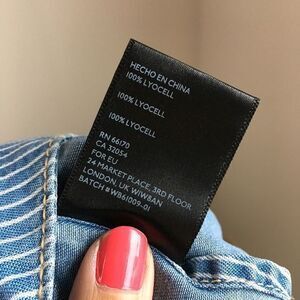 HECHO EN CHINA
100% LYOCELL
100% LYOCELL
100% LYOCELL
RN 66170
CA 32054
FOR EU
24 MARKET PLACE, 3RD FLOOR
LONDON, UK W1W8AN
BATCH #WB61009-01